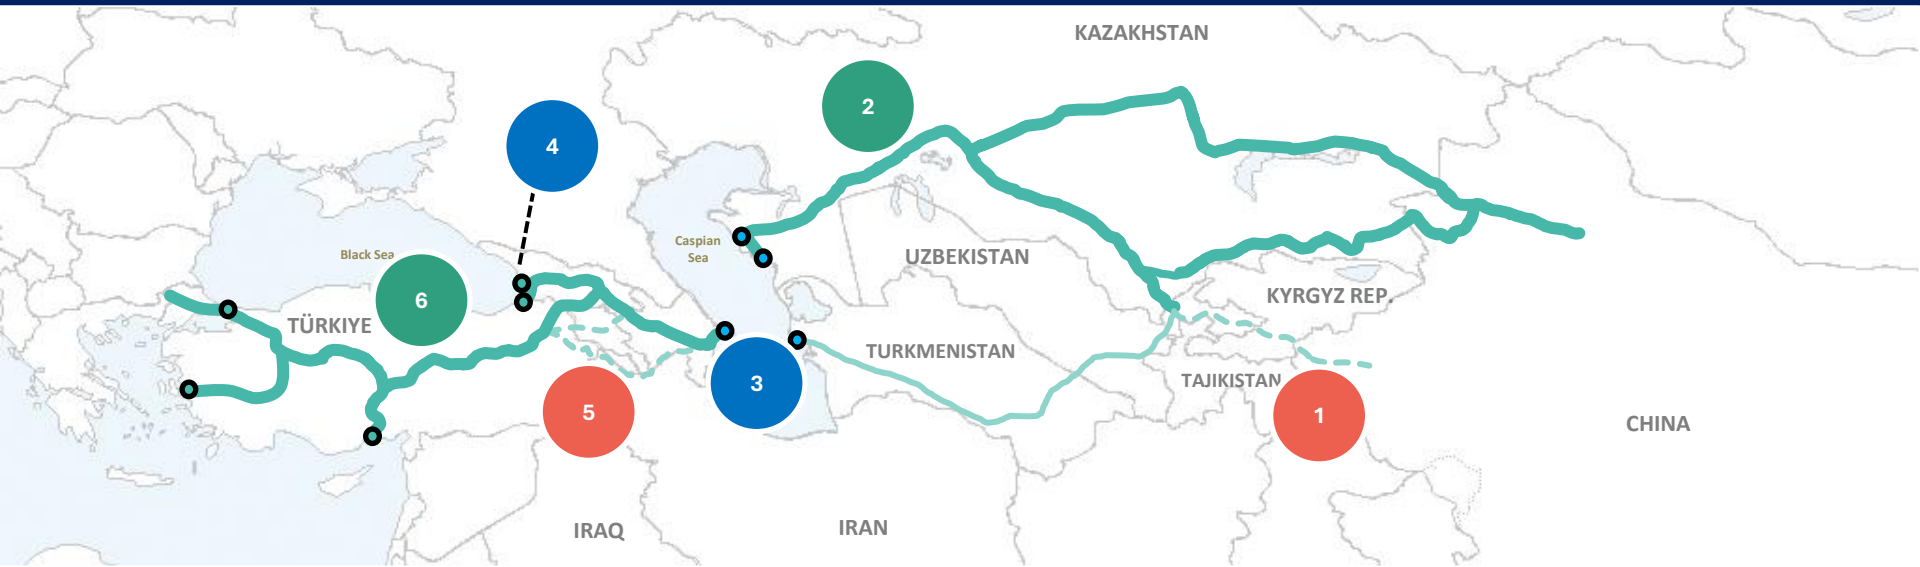 KAZAKHSTAN
2
4
Caspian
Sea
Black Sea
UZBEKISTAN
6
KYRGYZ REP.
TÜRKIYE
TURKMENISTAN
3
TAJIKISTAN
5
1
CHINA
IRAQ
IRAN